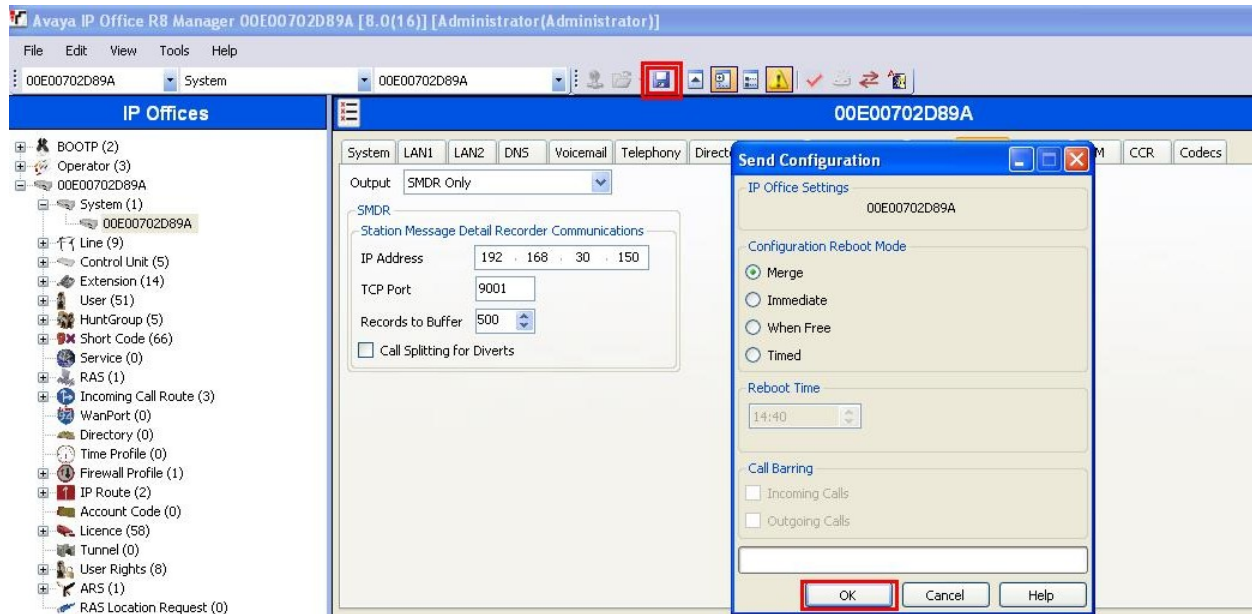 Avaya IP Office R8 Manager 00E00702D89A [8.0(16)] [Administrator(Administrator)]
File Edit View Tools Help
00E00702D89A System 00E00702D89A
IP Offices
00E00702D89A
BOOTP (2)
Operator (3)
00E00702D89A
System (1)
00E00702D89A
Line (9)
Control Unit (5)
Extension (14)
User (51)
HuntGroup (5)
Short Code (66)
Service (0)
RAS (1)
Incoming Call Route (3)
WanPort (0)
Directory (0)
Time Profile (0)
Firewall Profile (1)
IP Route (2)
Account Code (0)
Licence (58)
Tunnel (0)
User Rights (8)
ARS (1)
RAS Location Request (0)
System LAN1 LAN2 DNS Voicemail Telephony Direct CCR Codecs
Output SMDR Only
SMDR
Station Message Detail Recorder Communications
IP Address 192 . 168 . 30 . 150
TCP Port 9001
Records to Buffer 500
Call Splitting for Diverts
Send Configuration
IP Office Settings
00E00702D89A
Configuration Reboot Mode
Merge
Immediate
When Free
Timed
Reboot Time
14:40
Call Barring
Incoming Calls
Outgoing Calls
OK Cancel Help